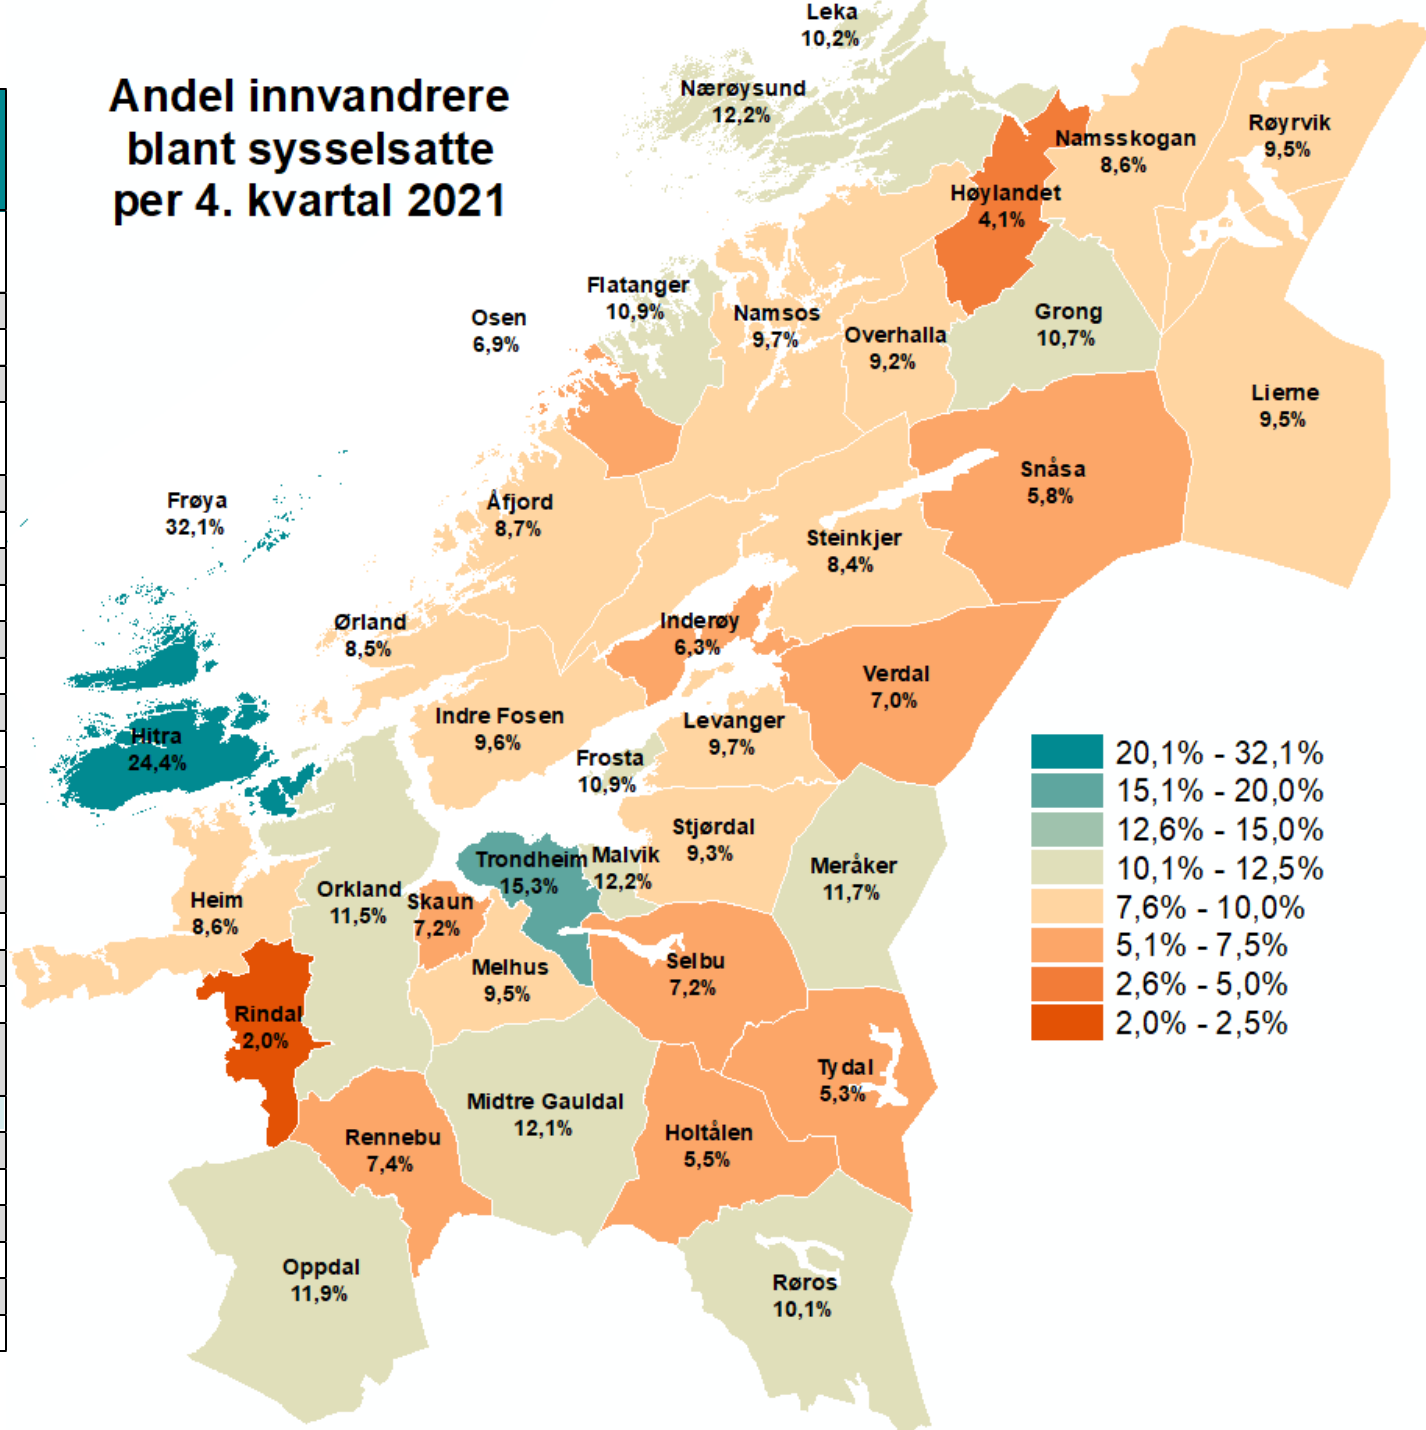 Andel innvandrere
blant sysselsatte
per 4. kvartal 2021
Leka
10,2%
Nærøysund
12,2%
Namsskogan
8,6%
Røyrvik
9,5%
Høylandet
4,1%
Flatanger
10,9%
Osen
6,9%
Namsos
9,7%
Overhalla
9,2%
Grong
10,7%
Lierne
9,5%
Snåsa
5,8%
Frøya
32,1%
Åfjord
8,7%
Steinkjer
8,4%
Ørland
8,5%
Inderøy
6,3%
Verdal
7,0%
Indre Fosen
9,6%
Levanger
9,7%
Hitra
24,4%
Frosta
10,9%
Stjørdal
9,3%
Trondheim
15,3%
Malvik
12,2%
Meråker
11,7%
Heim
8,6%
Orkland
11,5%
Skaun
7,2%
Melhus
9,5%
Selbu
7,2%
Rindal
2,0%
Tydal
5,3%
Midtre Gauldal
12,1%
Rennebu
7,4%
Holtålen
5,5%
Oppdal
11,9%
Røros
10,1%
20,1% - 32,1%
15,1% - 20,0%
12,6% - 15,0%
10,1% - 12,5%
7,6% - 10,0%
5,1% - 7,5%
2,6% - 5,0%
2,0% - 2,5%